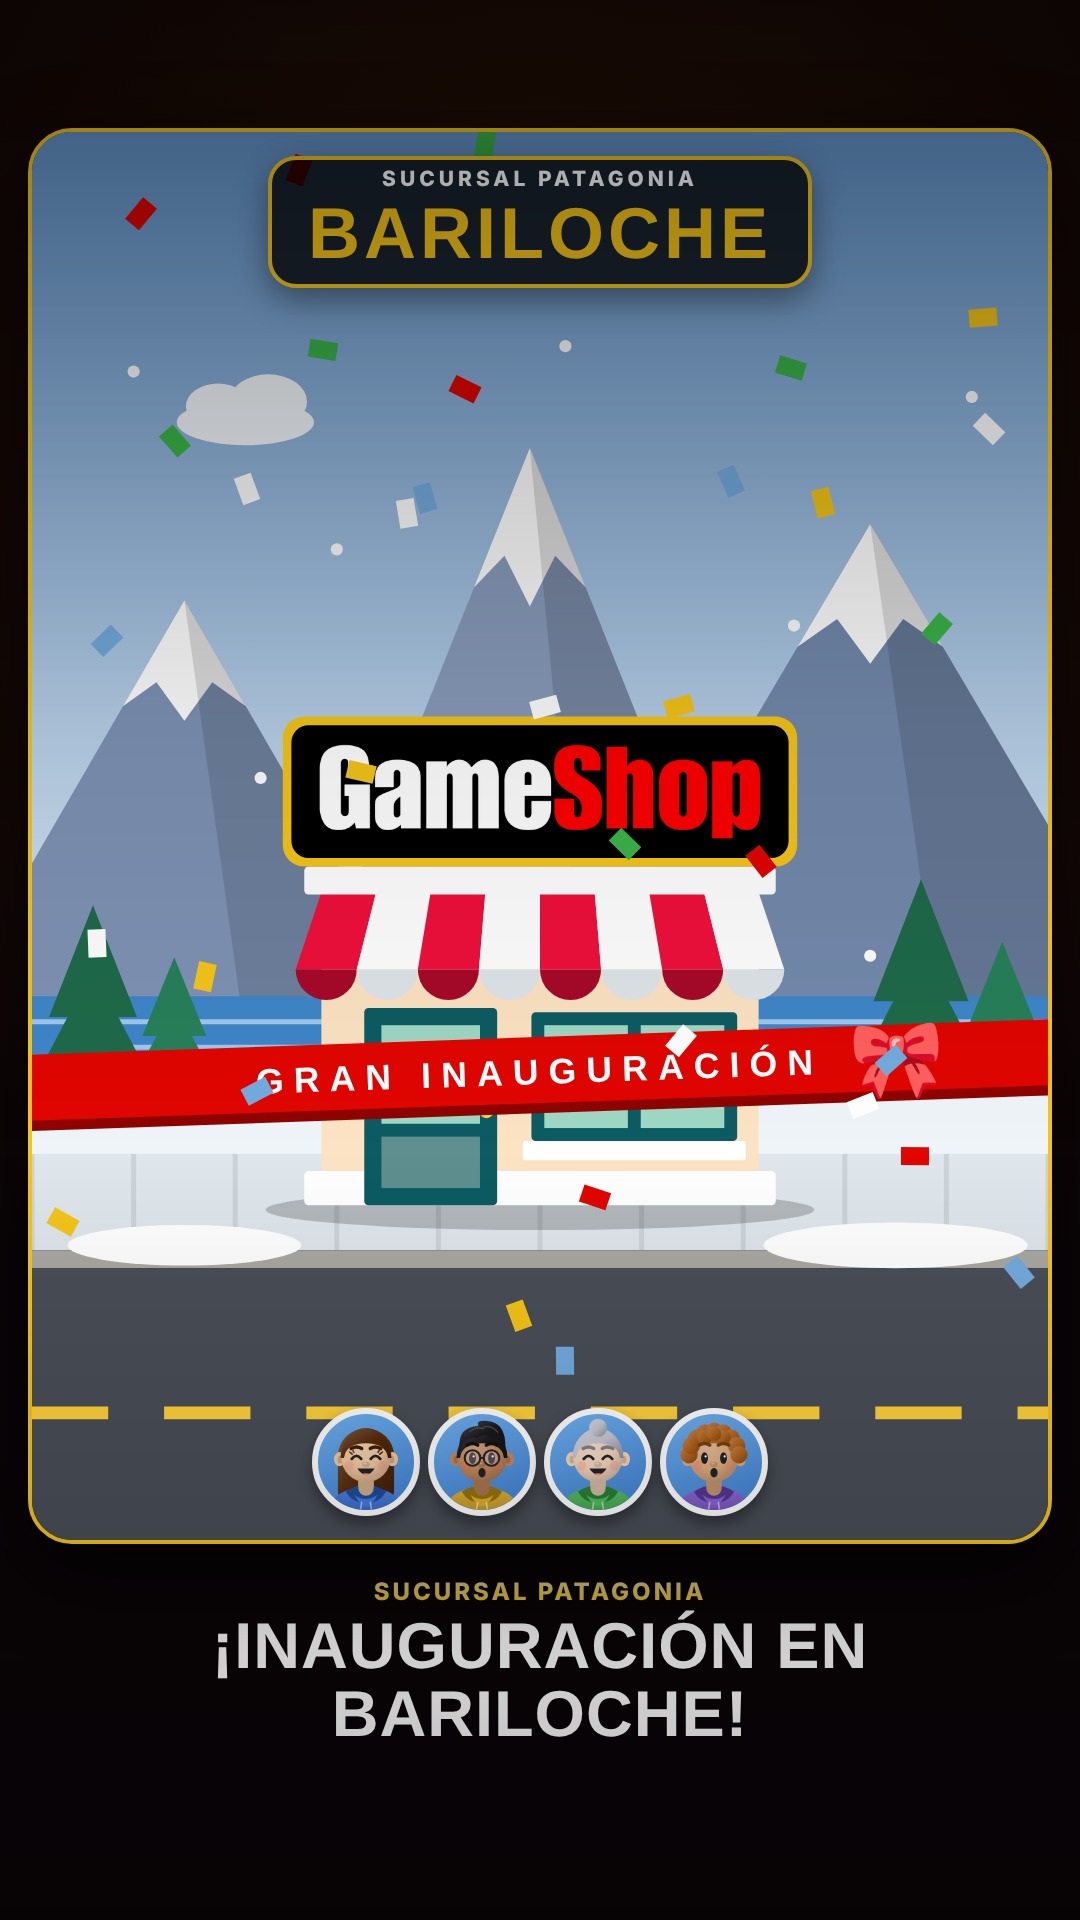 SUCURSAL PATAGONIA
BARILOCHE
GameShop
GRAN INAUGURACIÓN
SUCURSAL PATAGONIA
¡INAUGURACIÓN EN
BARILOCHE!